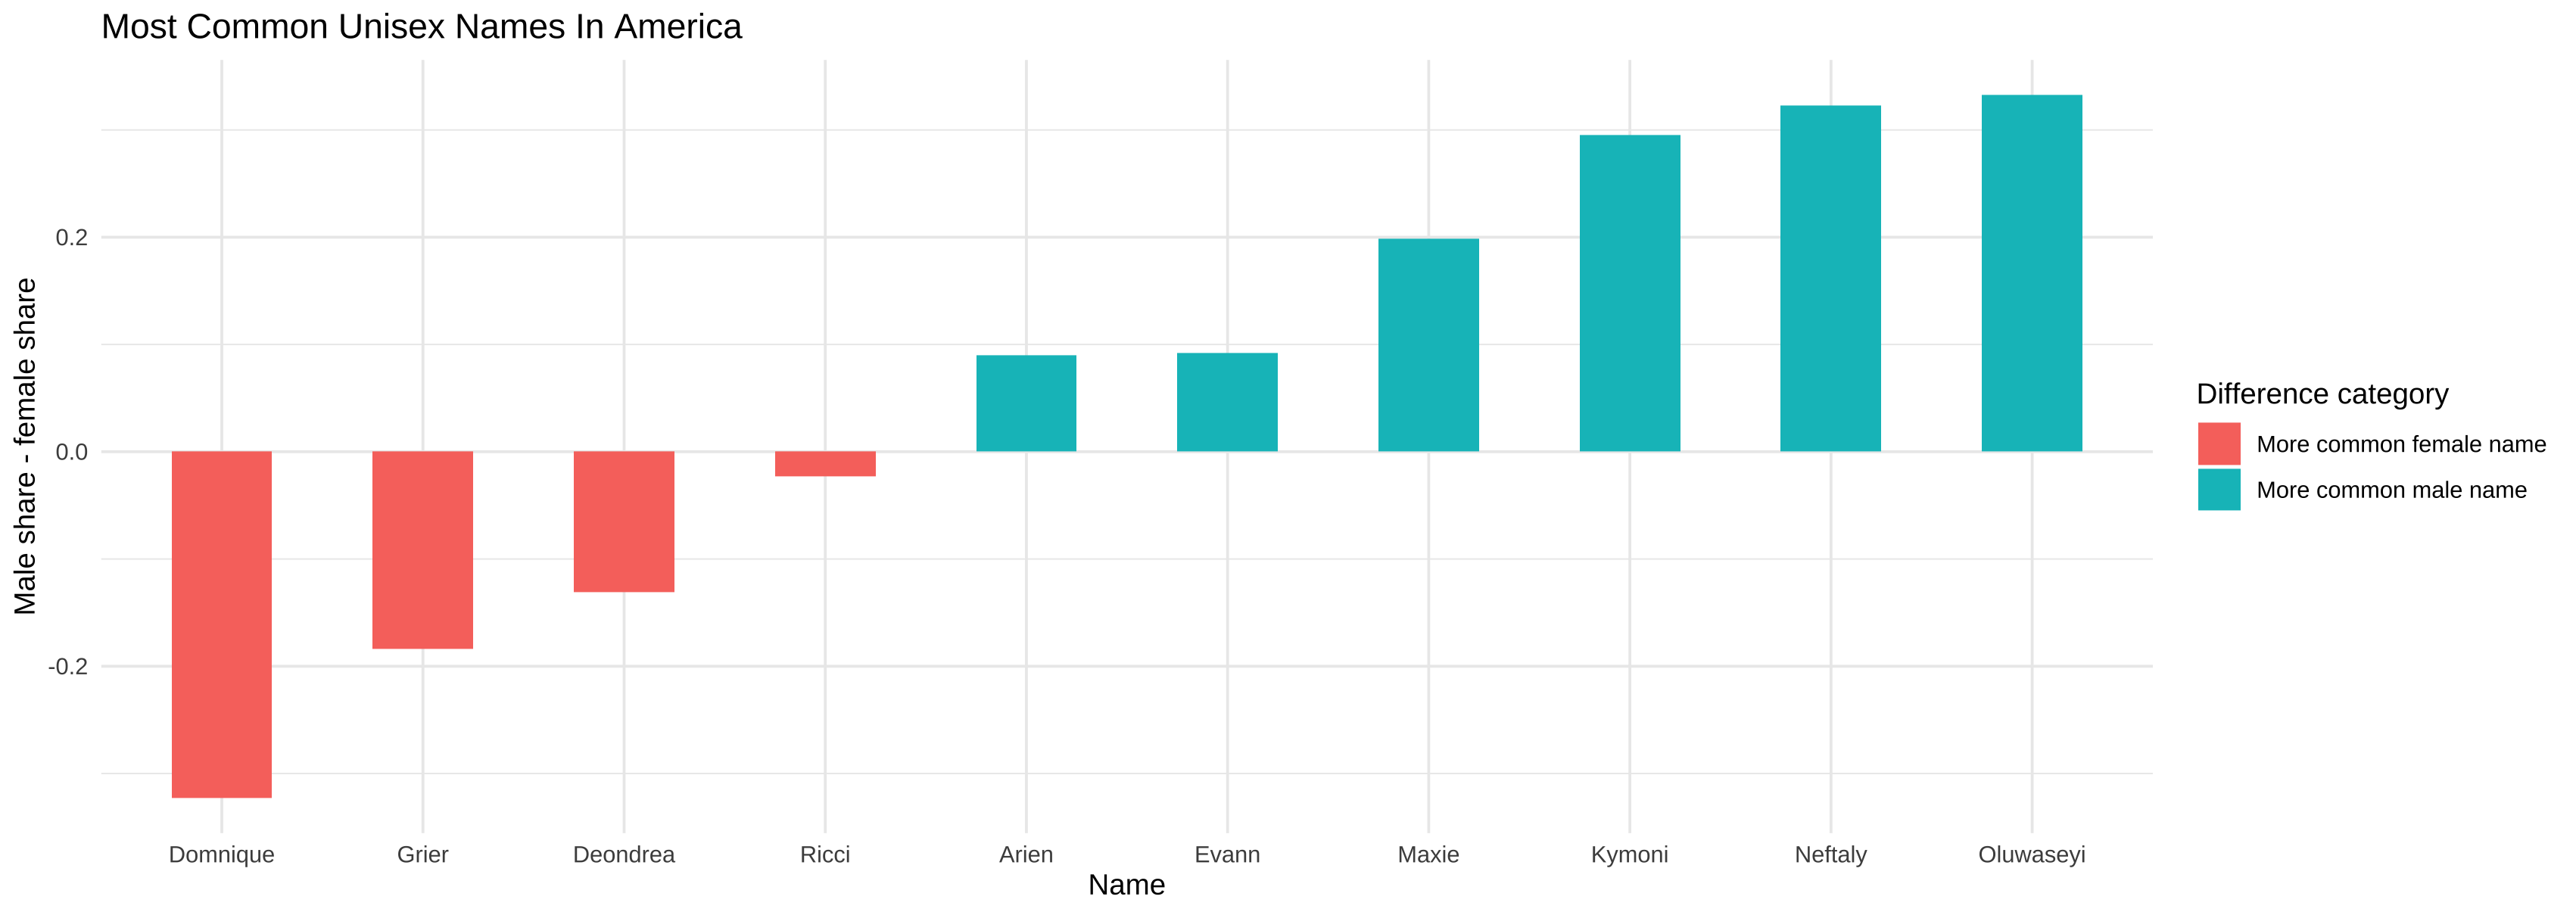 Most Common Unisex Names In America
Male share - female share
0.2
0.0
-0.2
Domnique
Grier
Deondrea
Ricci
Arien
Evann
Maxie
Kymoni
Neftaly
Oluwaseyi
Name
Difference category
More common female name
More common male name